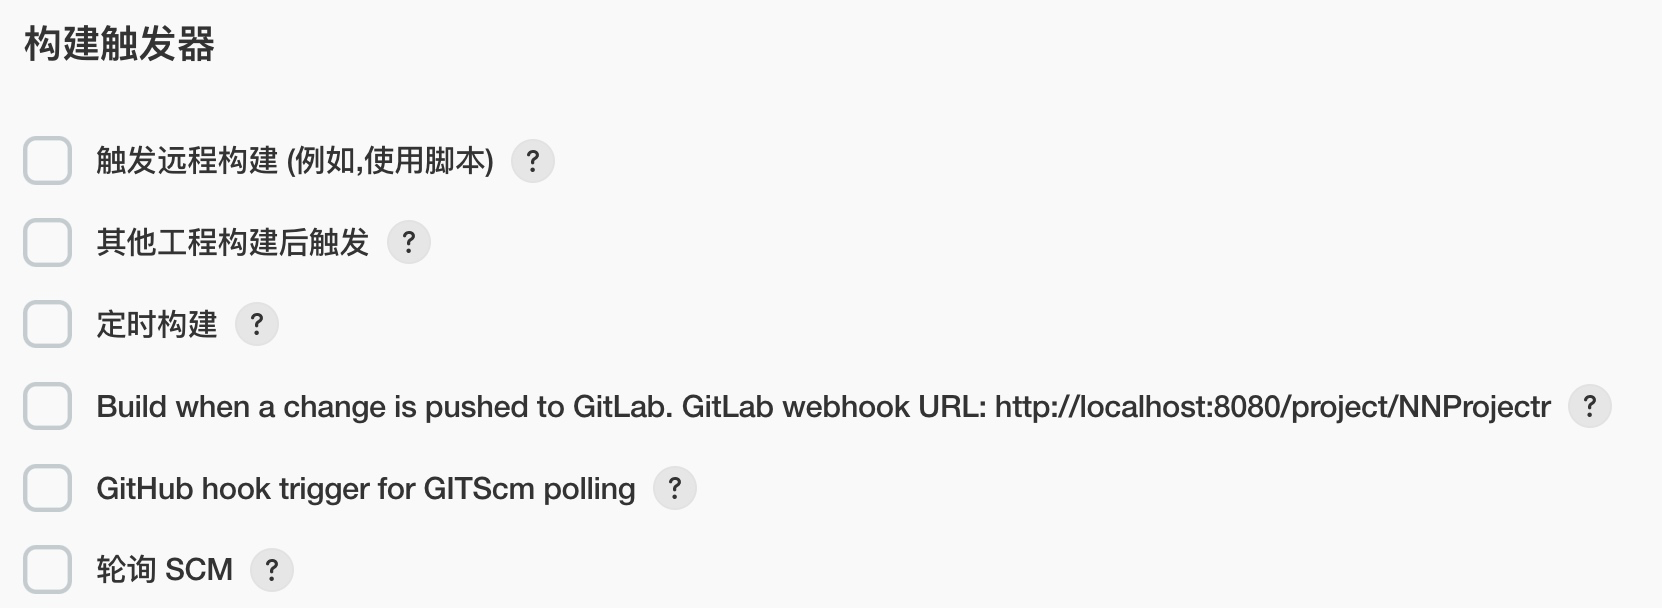 构建触发器
触发远程构建 (例如,使用脚本) ?
其他工程构建后触发 ?
定时构建 ?
Build when a change is pushed to GitLab. GitLab webhook URL: http://localhost:8080/project/NNProjectr ?
GitHub hook trigger for GITScm polling ?
轮询 SCM ?